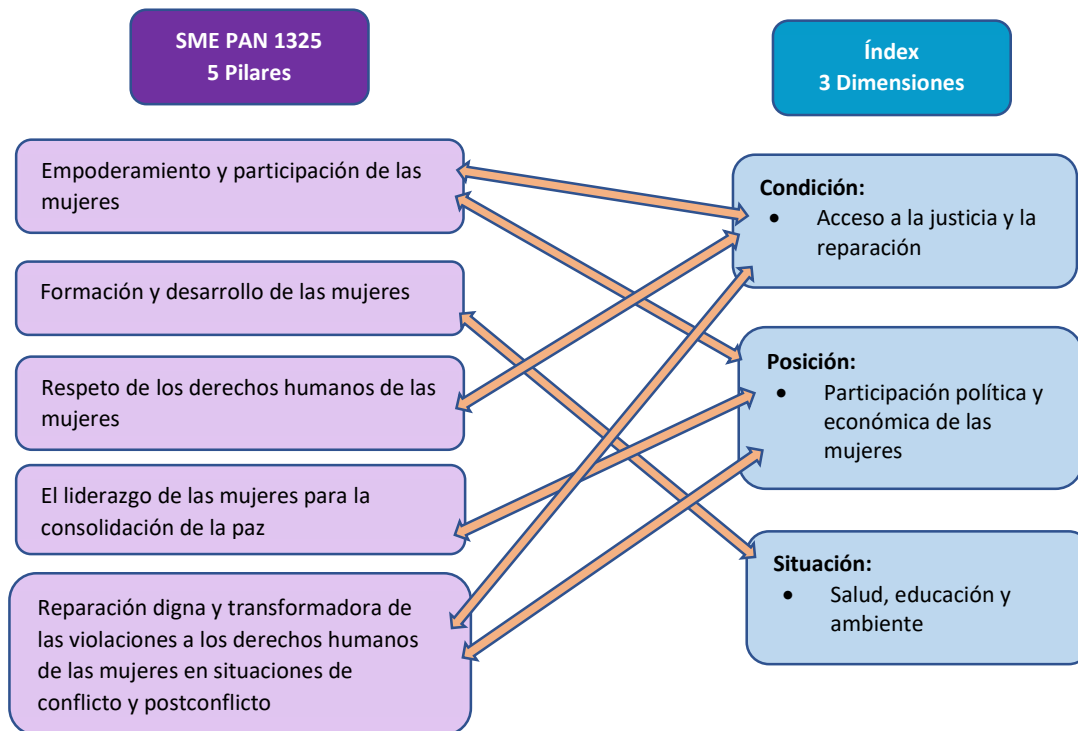 SME PAN 1325
5 Pilares
Empoderamiento y participación de las
mujeres
Formación y desarrollo de las mujeres
Respeto de los derechos humanos de las
mujeres
El liderazgo de las mujeres para la
consolidación de la paz
Reparación digna y transformadora de
las violaciones a los derechos humanos
de las mujeres en situaciones de
conflicto y postconflicto
Índex
3 Dimensiones
Condición:
• Acceso a la justicia y la
reparación
Posición:
• Participación política y
económica de las
mujeres
Situación:
• Salud, educación y
ambiente